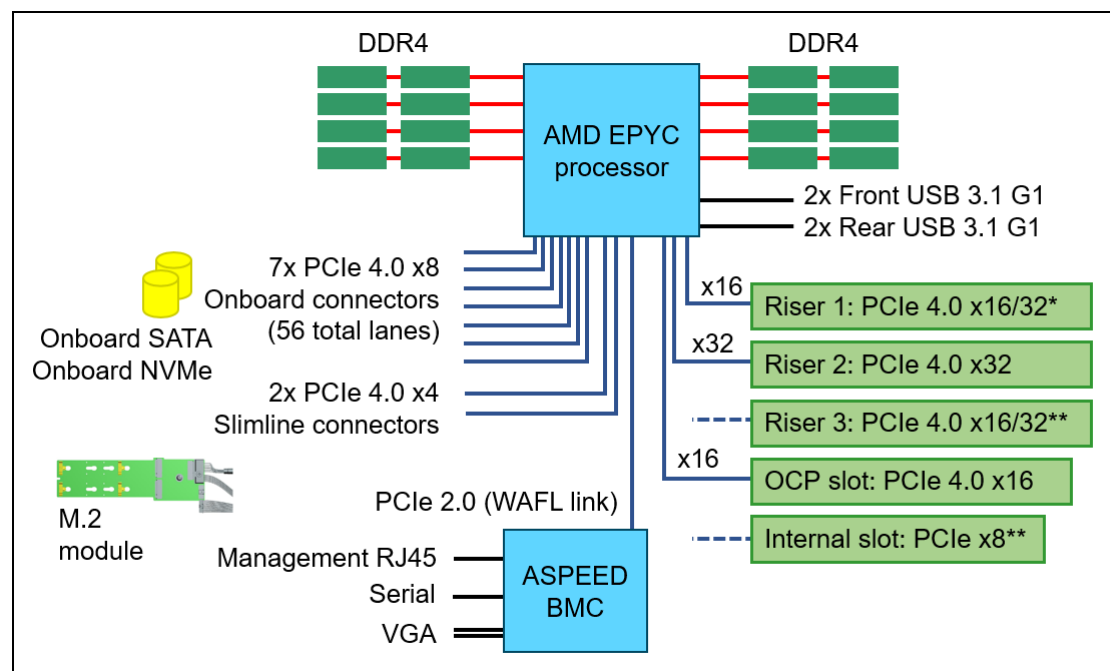 DDR4
DDR4
AMD EPYC
processor
2x Front USB 3.1 G1
2x Rear USB 3.1 G1
7x PCIe 4.0 x8
Onboard connectors
(56 total lanes)
Onboard SATA
Onboard NVMe
2x PCIe 4.0 x4
Slimline connectors
x16
Riser 1: PCIe 4.0 x16/32*
x32
Riser 2: PCIe 4.0 x32
Riser 3: PCIe 4.0 x16/32**
x16
OCP slot: PCIe 4.0 x16
Internal slot: PCIe x8**
M.2
module
PCIe 2.0 (WAFL link)
Management RJ45
Serial
VGA
ASPEED
BMC